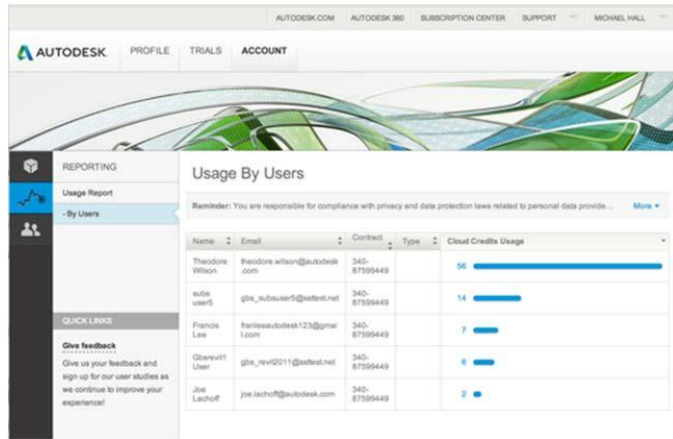 AUTODESK.COM AUTODESK 360 SUBSCRIPTION CENTER SUPPORT MICHAEL HALL
AUTODESK. PROFILE TRIALS ACCOUNT
REPORTING
Usage Report
- By Users
QUICK LINKS
Give feedback
Give us your feedback and
sign up for our user studies as
we continue to improve your
experience!
Usage By Users
Reminder: You are responsible for compliance with privacy and data protection laws related to personal data provide... More
Name Email Contract Type Cloud Credits Usage
Theodore theodore.wilson@autodesk 340-
Wilson .com 87599449
56
subs gbs_subsuser5@ssttest.net 340-
user5 87599449
14
Francis franiseautodesk123@gmai 340-
Lee l.com 87599449
7
Gbsrevit1 gbs_revit2011@ssttest.net 340-
User 87599449
6
Joe joe.lachoff@autodesk.com 340-
Lachoff 87599449
2